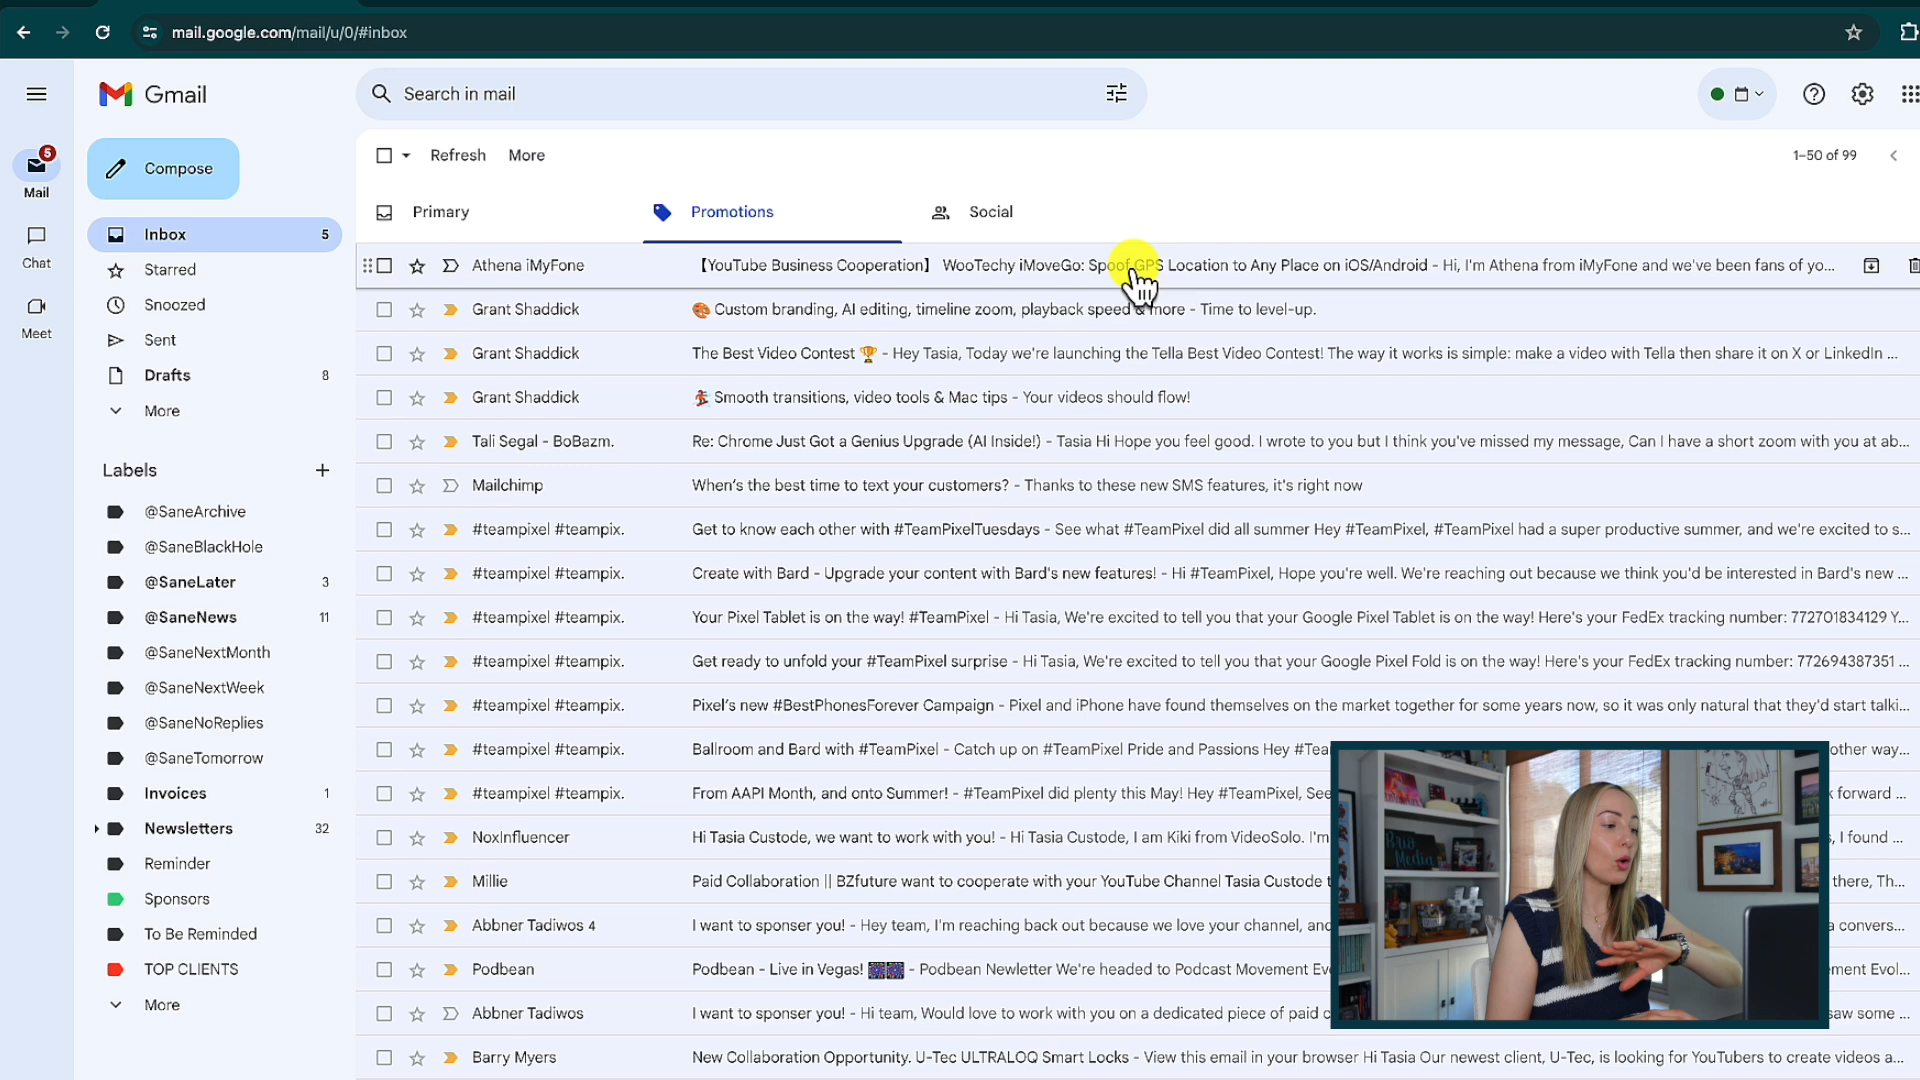 mail.google.com/mail/u/0/#inbox
Gmail
Search in mail
5
Mail
Chat
Meet
Compose
Inbox 5
Starred
Snoozed
Sent
Drafts 8
More
Labels
@SaneArchive
@SaneBlackHole
@SaneLater 3
@SaneNews 11
@SaneNextMonth
@SaneNextWeek
@SaneNoReplies
@SaneTomorrow
Invoices 1
Newsletters 32
Reminder
Sponsors
To Be Reminded
TOP CLIENTS
More
Refresh More 1–50 of 99
Primary Promotions Social
Athena iMyFone 【YouTube Business Cooperation】 WooTechy iMoveGo: Spoof GPS Location to Any Place on iOS/Android - Hi, I'm Athena from iMyFone and we've been fans of yo...
Grant Shaddick 🎨 Custom branding, AI editing, timeline zoom, playback speed & more - Time to level-up.
Grant Shaddick The Best Video Contest 🏆 - Hey Tasia, Today we're launching the Tella Best Video Contest! The way it works is simple: make a video with Tella then share it on X or LinkedIn ...
Grant Shaddick 🏂 Smooth transitions, video tools & Mac tips - Your videos should flow!
Tali Segal - BoBazm. Re: Chrome Just Got a Genius Upgrade (AI Inside!) - Tasia Hi Hope you feel good. I wrote to you but I think you've missed my message, Can I have a short zoom with you at ab...
Mailchimp When's the best time to text your customers? - Thanks to these new SMS features, it's right now
#teampixel #teampix. Get to know each other with #TeamPixelTuesdays - See what #TeamPixel did all summer Hey #TeamPixel, #TeamPixel had a super productive summer, and we're excited to s...
#teampixel #teampix. Create with Bard - Upgrade your content with Bard's new features! - Hi #TeamPixel, Hope you're well. We're reaching out because we think you'd be interested in Bard's new ...
#teampixel #teampix. Your Pixel Tablet is on the way! #TeamPixel - Hi Tasia, We're excited to tell you that your Google Pixel Tablet is on the way! Here's your FedEx tracking number: 772701834129 Y...
#teampixel #teampix. Get ready to unfold your #TeamPixel surprise - Hi Tasia, We're excited to tell you that your Google Pixel Fold is on the way! Here's your FedEx tracking number: 772694387351 ...
#teampixel #teampix. Pixel's new #BestPhonesForever Campaign - Pixel and iPhone have found themselves on the market together for some years now, so it was only natural that they'd start talki...
#teampixel #teampix. Ballroom and Bard with #TeamPixel - Catch up on #TeamPixel Pride and Passions Hey #Tea other way...
#teampixel #teampix. From AAPI Month, and onto Summer! - #TeamPixel did plenty this May! Hey #TeamPixel, See k forward ...
NoxInfluencer Hi Tasia Custode, we want to work with you! - Hi Tasia Custode, I am Kiki from VideoSolo. I'm , I found ...
Millie Paid Collaboration || BZfuture want to cooperate with your YouTube Channel Tasia Custode t there, Th...
Abbner Tadiwos 4 I want to sponser you! - Hey team, I'm reaching back out because we love your channel, and a convers...
Podbean Podbean - Live in Vegas! 🎆🎆 - Podbean Newletter We're headed to Podcast Movement Evo ement Evol...
Abbner Tadiwos I want to sponser you! - Hi team, Would love to work with you on a dedicated piece of paid c saw some ...
Barry Myers New Collaboration Opportunity. U-Tec ULTRALOQ Smart Locks - View this email in your browser Hi Tasia Our newest client, U-Tec, is looking for YouTubers to create videos a...
Brio
Media